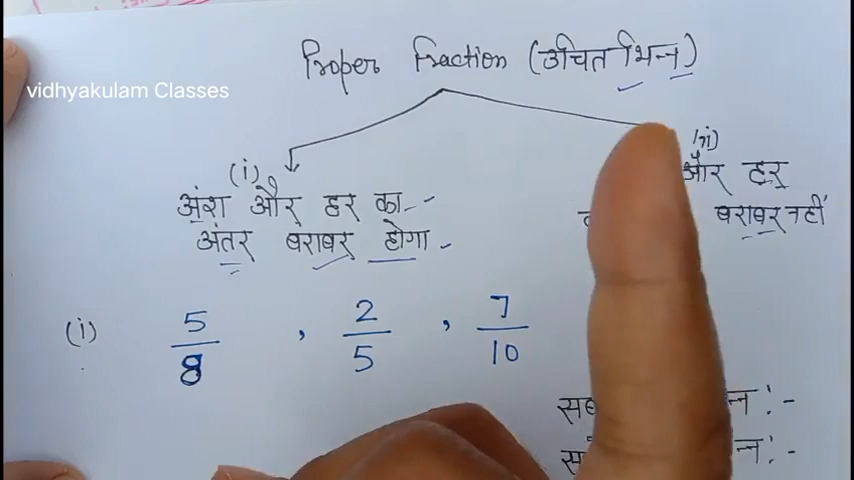 Proper Fraction (उचित भिन्न)
vidhyakulam Classes
(i)
अंश और हर का
अंतर बराबर होगा
(ii)
और हर
बराबर नहीं
(i) 5/8 , 2/5 , 7/10
:-
:-